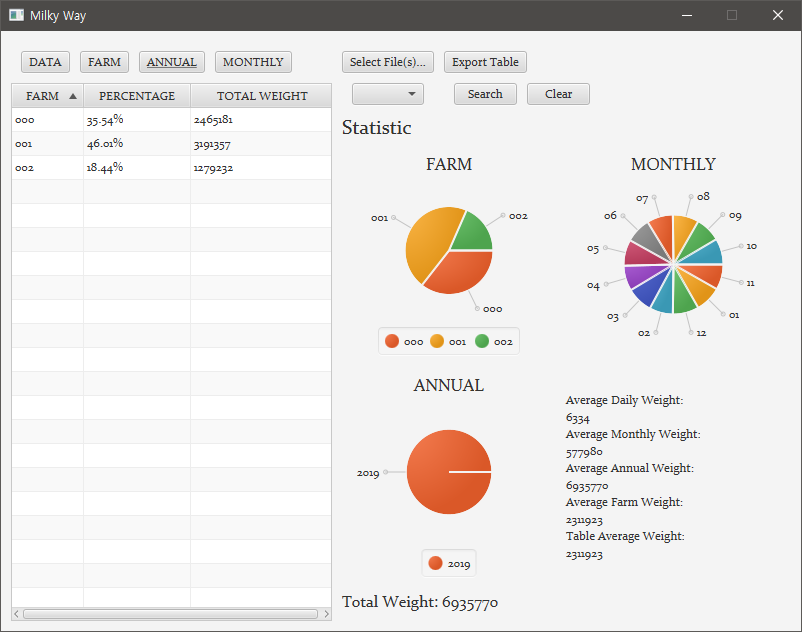 Milky Way
DATA FARM ANNUAL MONTHLY Select File(s)... Export Table
Search Clear
FARM PERCENTAGE TOTAL WEIGHT
000 35.54% 2465181
001 46.01% 3191357
002 18.44% 1279232
Statistic
FARM
001
002
000
000 001 002
MONTHLY
07 08
06 09
05 10
04 11
03 01
02 12
ANNUAL
2019
2019
Average Daily Weight:
6334
Average Monthly Weight:
577980
Average Annual Weight:
6935770
Average Farm Weight:
2311923
Table Average Weight:
2311923
Total Weight: 6935770